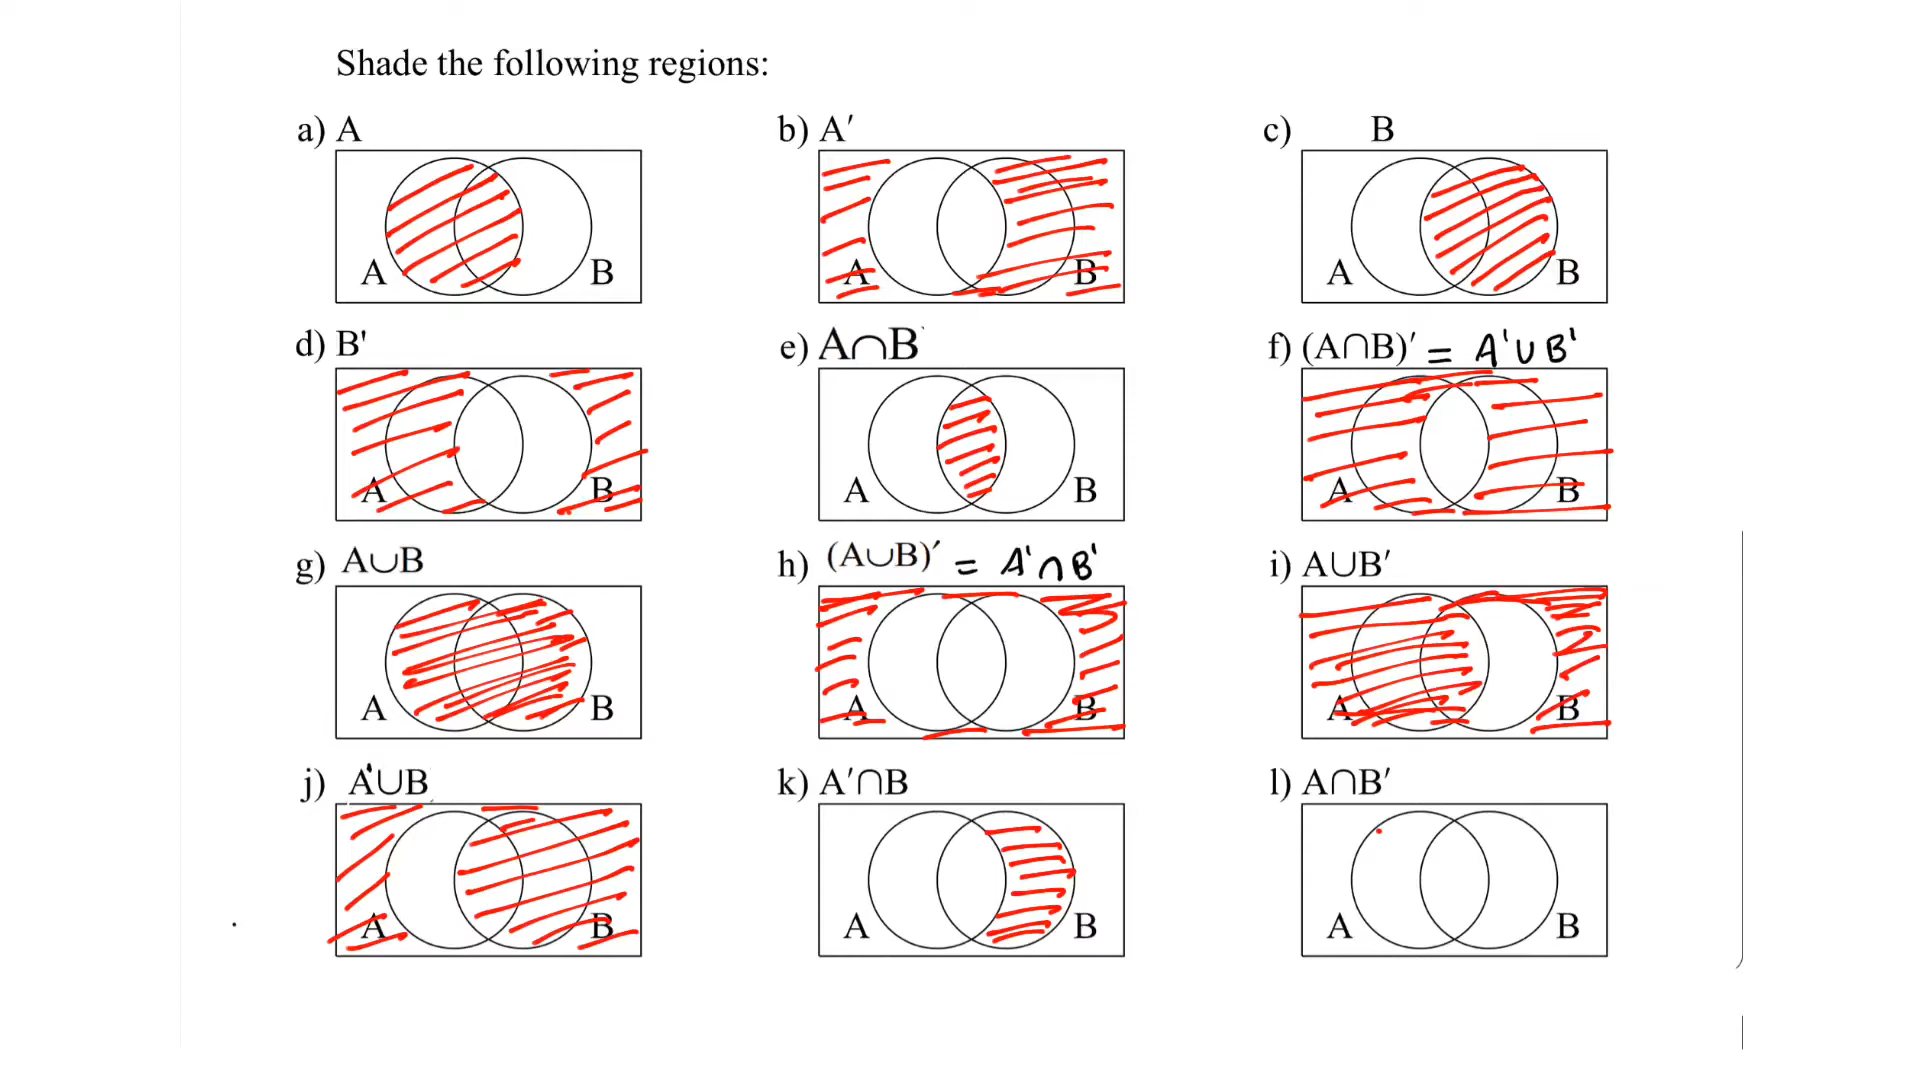 Shade the following regions:
a) A
b) A′
c) B
A B
A B
A B
d) B'
e) A∩B
f) (A∩B)′ = A'∪B'
A B
A B
A B
g) A∪B
h) (A∪B)′ = A'∩B'
i) A∪B′
A B
A B
A B
j) A'∪B
k) A′∩B
l) A∩B′
A B
A B
A B